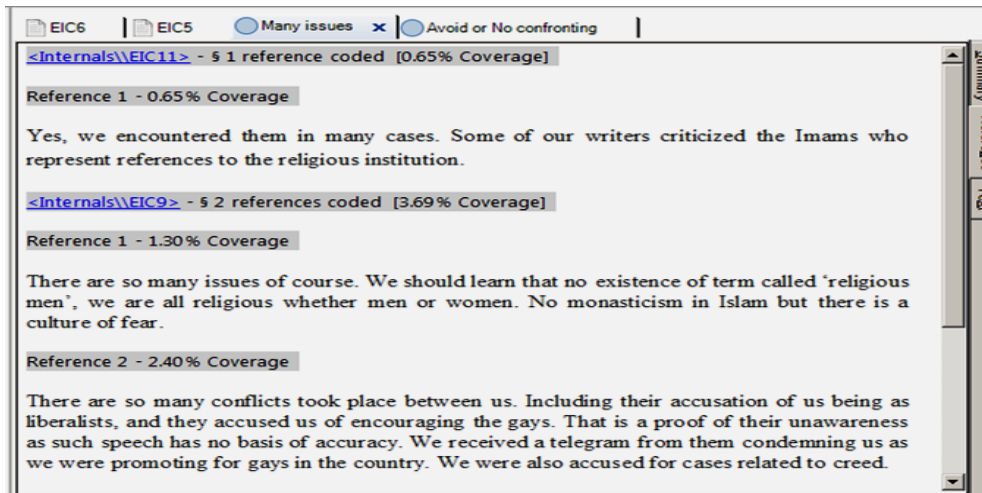 EIC6 EIC5 Many issues x Avoid or No confronting
<Internals\\EIC11> - § 1 reference coded [0.65% Coverage]
Reference 1 - 0.65% Coverage
Yes, we encountered them in many cases. Some of our writers criticized the Imams who
represent references to the religious institution.
<Internals\\EIC9> - § 2 references coded [3.69% Coverage]
Reference 1 - 1.30% Coverage
There are so many issues of course. We should learn that no existence of term called ‘religious
men’, we are all religious whether men or women. No monasticism in Islam but there is a
culture of fear.
Reference 2 - 2.40% Coverage
There are so many conflicts took place between us. Including their accusation of us being as
liberalists, and they accused us of encouraging the gays. That is a proof of their unawareness
as such speech has no basis of accuracy. We received a telegram from them condemning us as
we were promoting for gays in the country. We were also accused for cases related to creed.